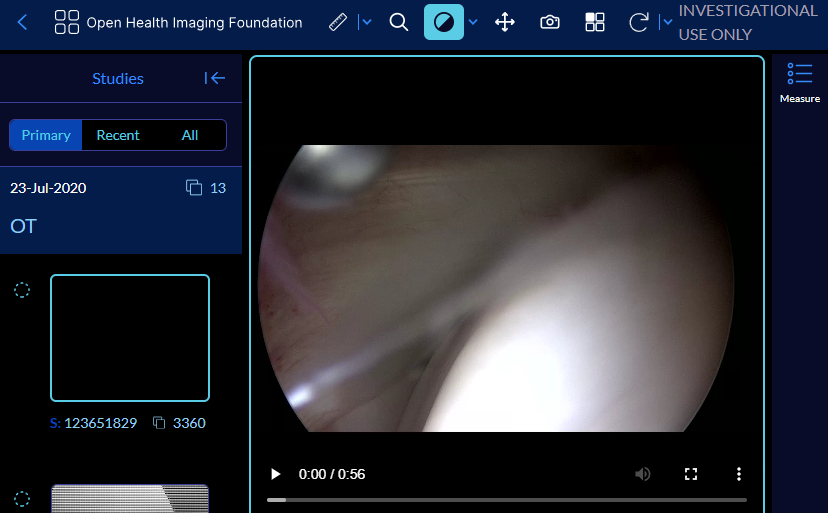 Open Health Imaging Foundation
INVESTIGATIONAL
USE ONLY
Studies
Primary
Recent
All
23-Jul-2020
13
OT
S: 123651829
3360
0:00 / 0:56
Measure